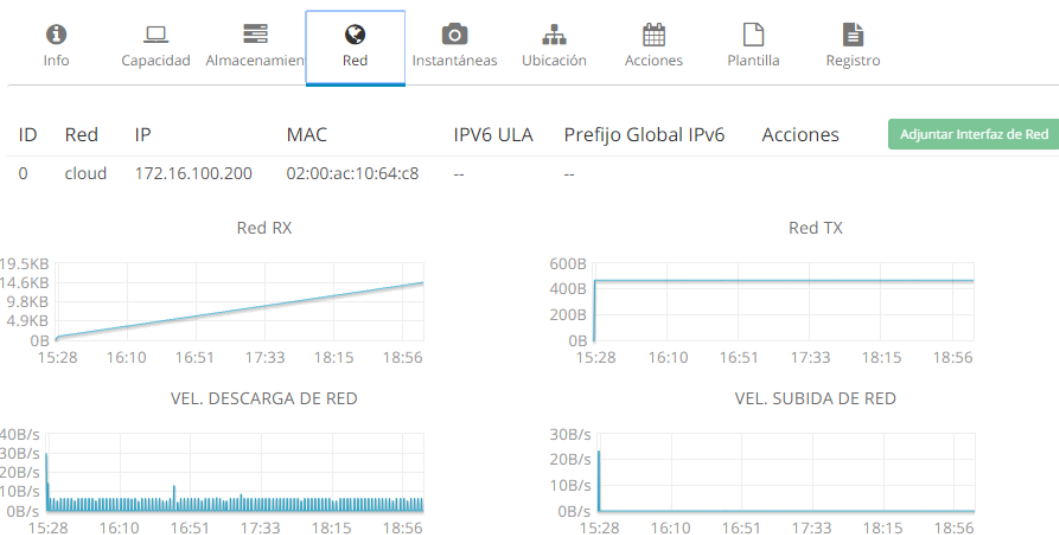 Info Capacidad Almacenamien Red Instantáneas Ubicación Acciones Plantilla Registro
ID Red IP MAC IPV6 ULA Prefijo Global IPv6 Acciones Adjuntar Interfaz de Red
0 cloud 172.16.100.200 02:00:ac:10:64:c8 -- --
Red RX
19.5KB
14.6KB
9.8KB
4.9KB
0B
15:28 16:10 16:51 17:33 18:15 18:56
Red TX
600B
400B
200B
0B
15:28 16:10 16:51 17:33 18:15 18:56
VEL. DESCARGA DE RED
40B/s
30B/s
20B/s
10B/s
0B/s
15:28 16:10 16:51 17:33 18:15 18:56
VEL. SUBIDA DE RED
30B/s
20B/s
10B/s
0B/s
15:28 16:10 16:51 17:33 18:15 18:56